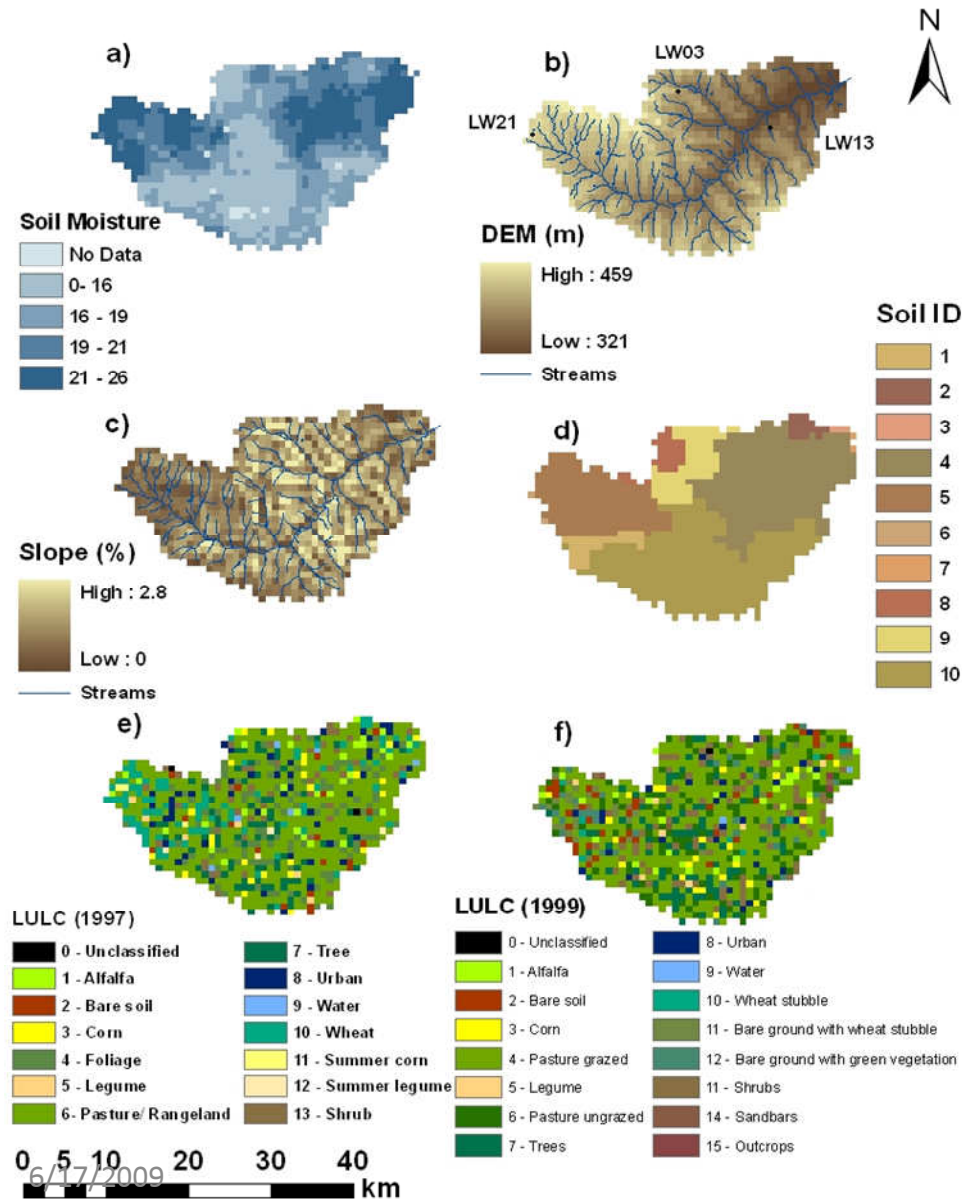 N
a)
b)
LW03
LW21
LW13
Soil Moisture
No Data
0- 16
16 - 19
19 - 21
21 - 26
DEM (m)
High : 459
Low : 321
Streams
Soil ID
1
2
3
4
5
6
7
8
9
10
c)
d)
Slope (%)
High : 2.8
Low : 0
Streams
e)
f)
LULC (1997)
0 - Unclassified
1 - Alfalfa
2 - Bare soil
3 - Corn
4 - Foliage
5 - Legume
6 - Pasture/ Rangeland
7 - Tree
8 - Urban
9 - Water
10 - Wheat
11 - Summer corn
12 - Summer legume
13 - Shrub
LULC (1999)
0 - Unclassified
1 - Alfalfa
2 - Bare soil
3 - Corn
4 - Pasture grazed
5 - Legume
6 - Pasture ungrazed
7 - Trees
8 - Urban
9 - Water
10 - Wheat stubble
11 - Bare ground with wheat stubble
12 - Bare ground with green vegetation
11 - Shrubs
14 - Sandbars
15 - Outcrops
0 5 10 20 30 40
km
6/17/2009